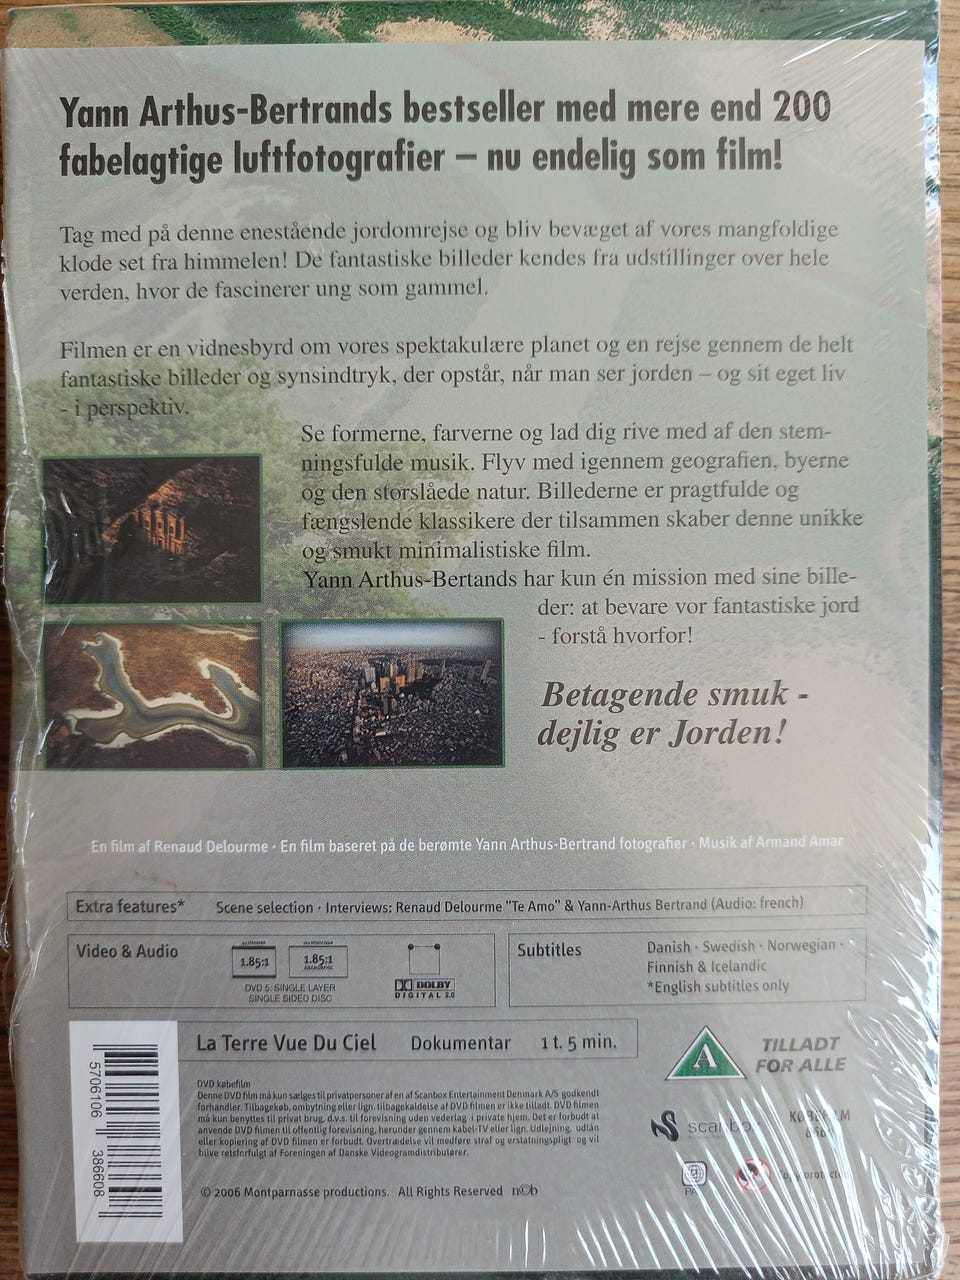 Yann Arthus-Bertrands bestseller med mere end 200
fabelagtige luftfotografier – nu endelig som film!
Tag med på denne enestående jordomrejse og bliv bevæget af vores mangfoldige
klode set fra himmelen! De fantastiske billeder kendes fra udstillinger over hele
verden, hvor de fascinerer ung som gammel.
Filmen er en vidnesbyrd om vores spektakulære planet og en rejse gennem de helt
fantastiske billeder og synsindtryk, der opstår, når man ser jorden – og sit eget liv
- i perspektiv.
Se formerne, farverne og lad dig rive med af den stem-
ningsfulde musik. Flyv med igennem geografien, byerne
og den storslåede natur. Billederne er pragtfulde og
fængslende klassikere der tilsammen skaber denne unikke
og smukt minimalistiske film.
Yann Arthus-Bertands har kun én mission med sine bille-
der: at bevare vor fantastiske jord
- forstå hvorfor!
Betagende smuk -
dejlig er Jorden!
En film af Renaud Delourme · En film baseret på de berømte Yann Arthus-Bertrand fotografier · Musik af Armand Amar
Extra features* Scene selection · Interviews: Renaud Delourme "Te Amo" & Yann-Arthus Bertrand (Audio: french)
Video & Audio
1.85:1
1.85:1
ANAMORPHIC
DVD 5: SINGLE LAYER
SINGLE SIDED DISC
DOLBY
DIGITAL 2.0
Subtitles
Danish · Swedish · Norwegian ·
Finnish & Icelandic
*English subtitles only
La Terre Vue Du Ciel Dokumentar 1 t. 5 min.
A
TILLADT
FOR ALLE
DVD købefilm
Denne DVD film må kun sælges til privatpersoner af en af Scanbox Entertainment Denmark A/S godkendt
forhandler. Tilbagekøb, ombytning eller lign. tilbagekaldelse af DVD filmen er ikke tilladt. DVD filmen
må kun benyttes til privat brug, d.v.s. til forevisning uden vederlag i private hjem. Det er forbudt at
anvende DVD filmen til offentlig forevisning, herunder gennem kabel-TV eller lign. Udlejning, udlån
eller kopiering af DVD filmen er forbudt. Overtrædelse vil medføre straf og erstatningspligt og vil
blive retsforfulgt af Foreningen af Danske Videogramdistributører.
© 2006 Montparnasse productions. All Rights Reserved
scanbox
PAL
Copy protected
5706106 386608